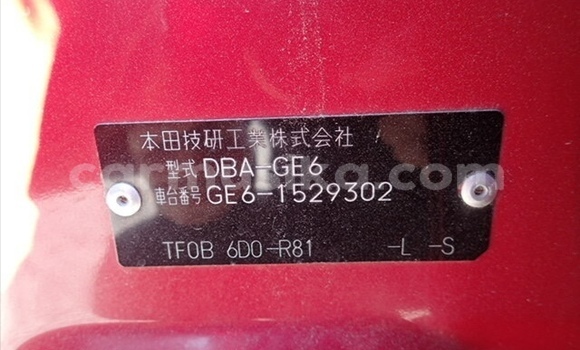 本田技研工業株式会社
型式 DBA-GE6
車台番号 GE6-1529302
TF0B 6D0-R81 -L -S